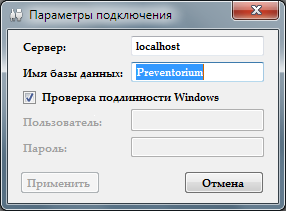 Параметры подключения
Сервер: localhost
Имя базы данных: Preventorium
Проверка подлинности Windows
Пользователь:
Пароль:
Применить Отмена